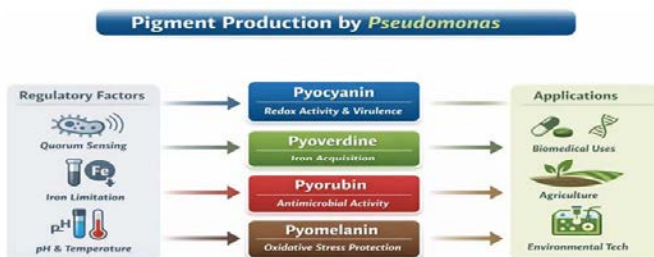 Pigment Production by Pseudomonas
Regulatory Factors
Quorum Sensing
Fe
Iron Limitation
pH
pH & Temperature
Pyocyanin
Redox Activity & Virulence
Pyoverdine
Iron Acquisition
Pyorubin
Antimicrobial Activity
Pyomelanin
Oxidative Stress Protection
Applications
Biomedical Uses
Agriculture
Environmental Tech